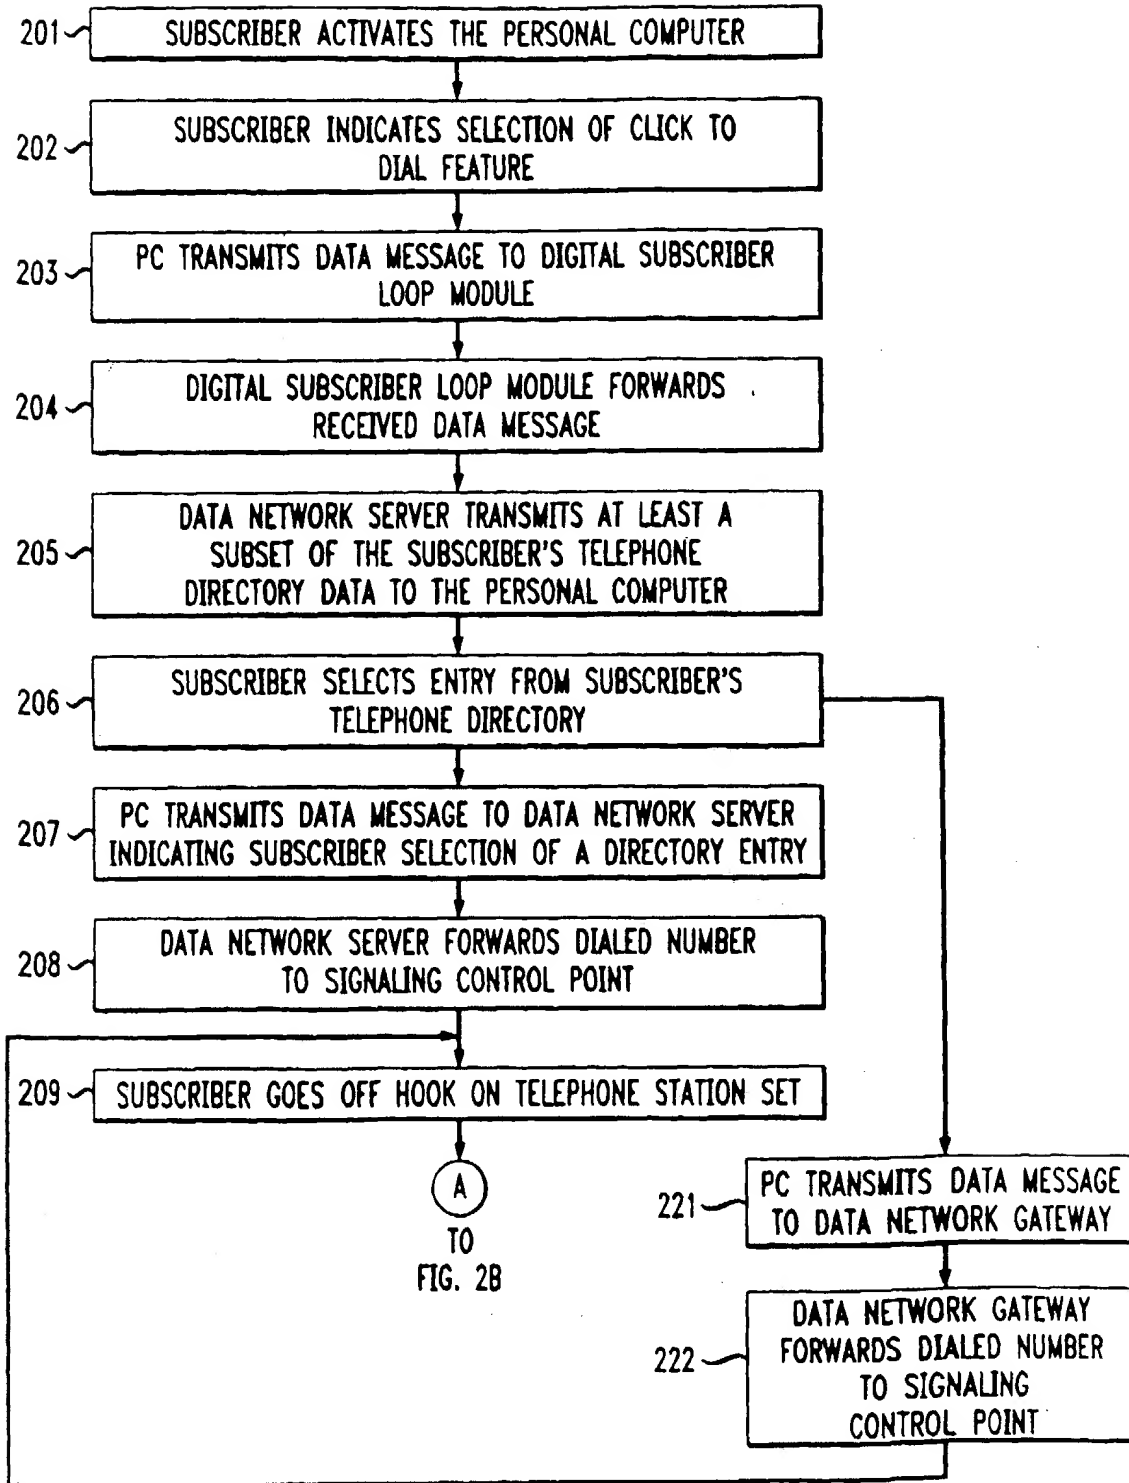 201
SUBSCRIBER ACTIVATES THE PERSONAL COMPUTER
202
SUBSCRIBER INDICATES SELECTION OF CLICK TO
DIAL FEATURE
203
PC TRANSMITS DATA MESSAGE TO DIGITAL SUBSCRIBER
LOOP MODULE
204
DIGITAL SUBSCRIBER LOOP MODULE FORWARDS
RECEIVED DATA MESSAGE
205
DATA NETWORK SERVER TRANSMITS AT LEAST A
SUBSET OF THE SUBSCRIBER'S TELEPHONE
DIRECTORY DATA TO THE PERSONAL COMPUTER
206
SUBSCRIBER SELECTS ENTRY FROM SUBSCRIBER'S
TELEPHONE DIRECTORY
207
PC TRANSMITS DATA MESSAGE TO DATA NETWORK SERVER
INDICATING SUBSCRIBER SELECTION OF A DIRECTORY ENTRY
208
DATA NETWORK SERVER FORWARDS DIALED NUMBER
TO SIGNALING CONTROL POINT
209
SUBSCRIBER GOES OFF HOOK ON TELEPHONE STATION SET
A
TO
FIG. 2B
221
PC TRANSMITS DATA MESSAGE
TO DATA NETWORK GATEWAY
222
DATA NETWORK GATEWAY
FORWARDS DIALED NUMBER
TO SIGNALING
CONTROL POINT